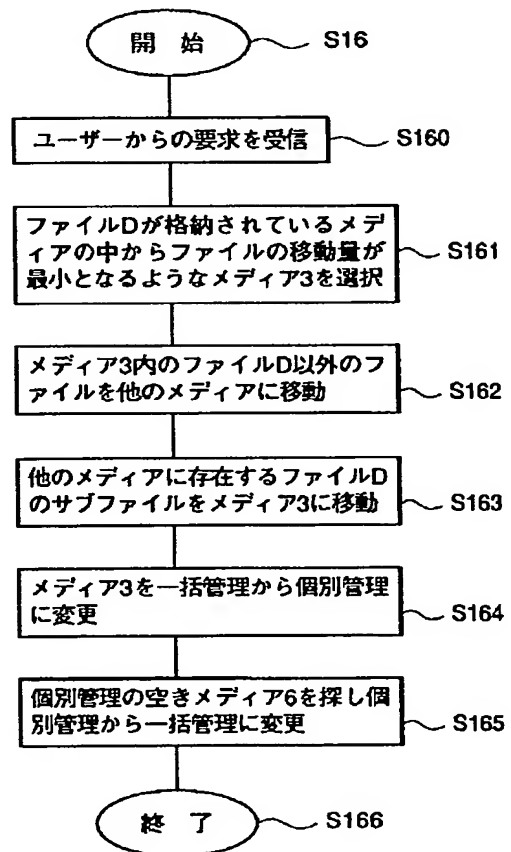 開 始
S16
ユーザーからの要求を受信
S160
ファイルDが格納されているメデ
ィアの中からファイルの移動量が
最小となるようなメディア3を選択
S161
メディア3内のファイルD以外のフ
ァイルを他のメディアに移動
S162
他のメディアに存在するファイルD
のサブファイルをメディア3に移動
S163
メディア3を一括管理から個別管理
に変更
S164
個別管理の空きメディア6を探し個
別管理から一括管理に変更
S165
終 了
S166